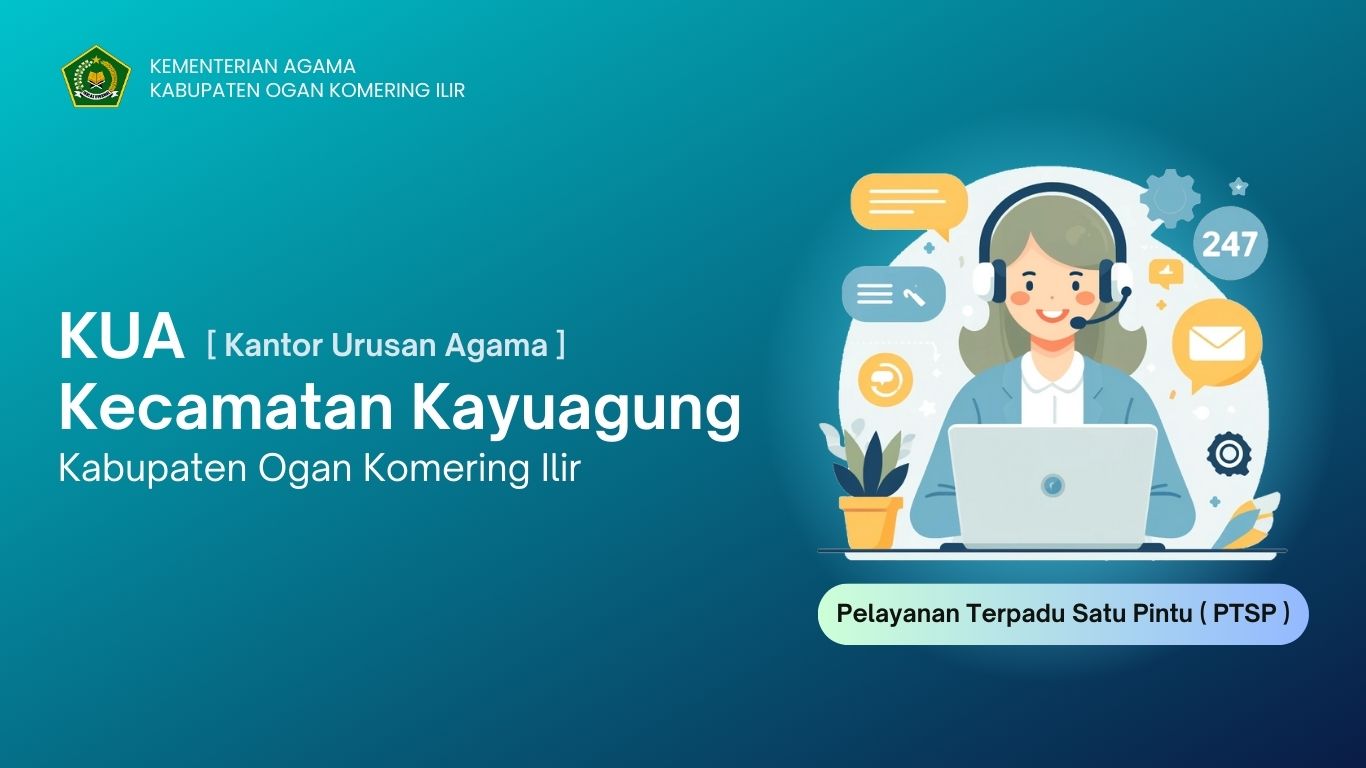 KEMENTERIAN AGAMA
KABUPATEN OGAN KOMERING ILIR
KUA [ Kantor Urusan Agama ]
Kecamatan Kayuagung
Kabupaten Ogan Komering Ilir
247
Pelayanan Terpadu Satu Pintu ( PTSP )